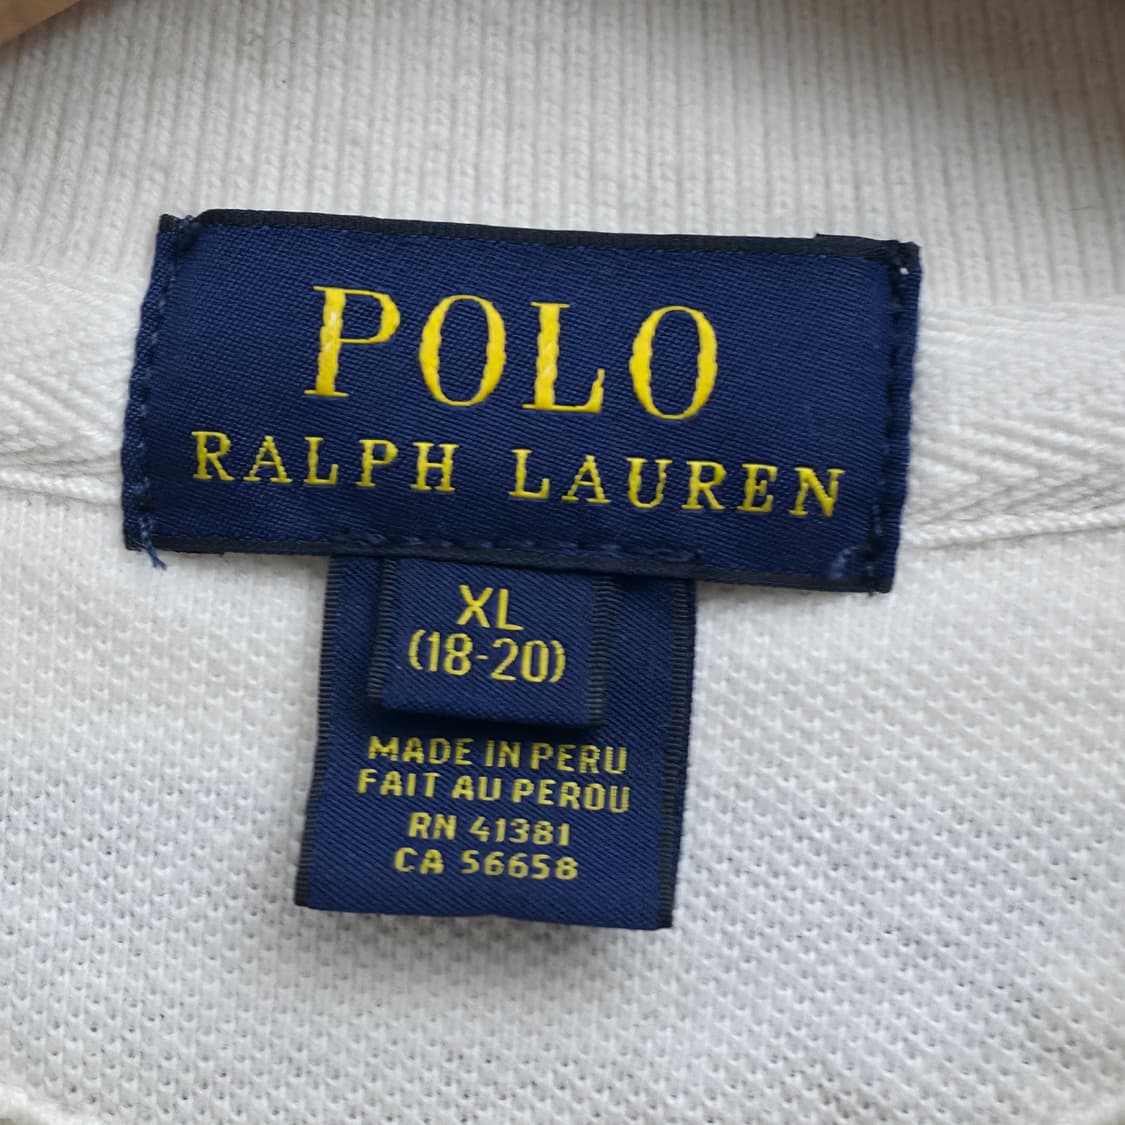 POLO
RALPH LAUREN
XL
(18-20)
MADE IN PERU
FAIT AU PEROU
RN 41381
CA 56658